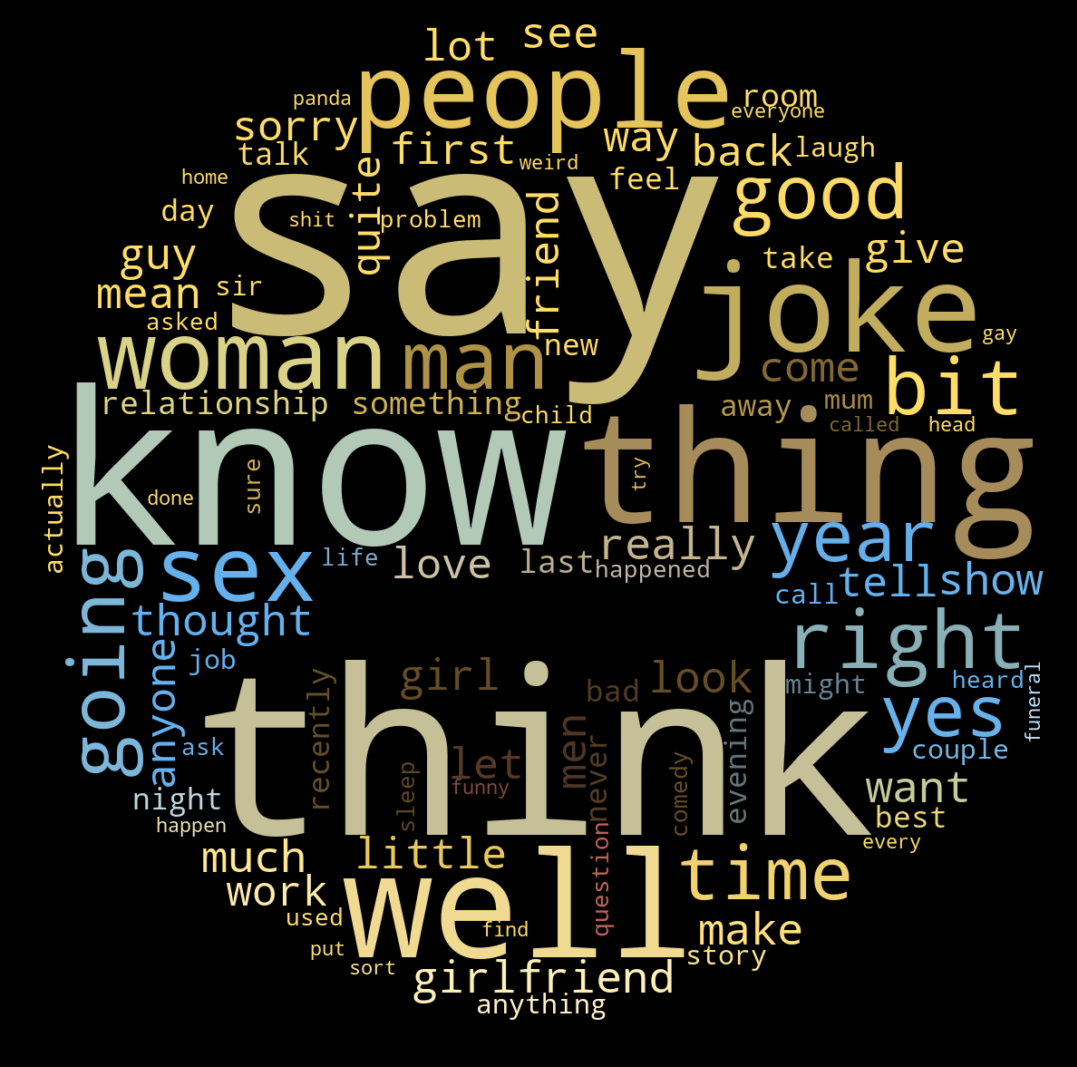 see
lot
people
panda
room
everyone
sorry
first
way
back
laugh
talk
weird
feel
home
say
good
day
shit
quite
problem
friend
guy
give
take
mean
sir
joke
asked
gay
woman
man
new
come
bit
relationship
something
child
away
mum
called
head
know
thing
actually
done
sure
try
sex
life
love
last
really
happened
year
tell
show
call
going
thought
right
anyone
job
girl
bad
look
might
heard
funeral
think
recently
ask
let
men
never
evening
yes
couple
sleep
funny
comedy
night
want
happen
best
every
much
little
well
question
time
work
used
find
make
put
sort
story
girlfriend
anything